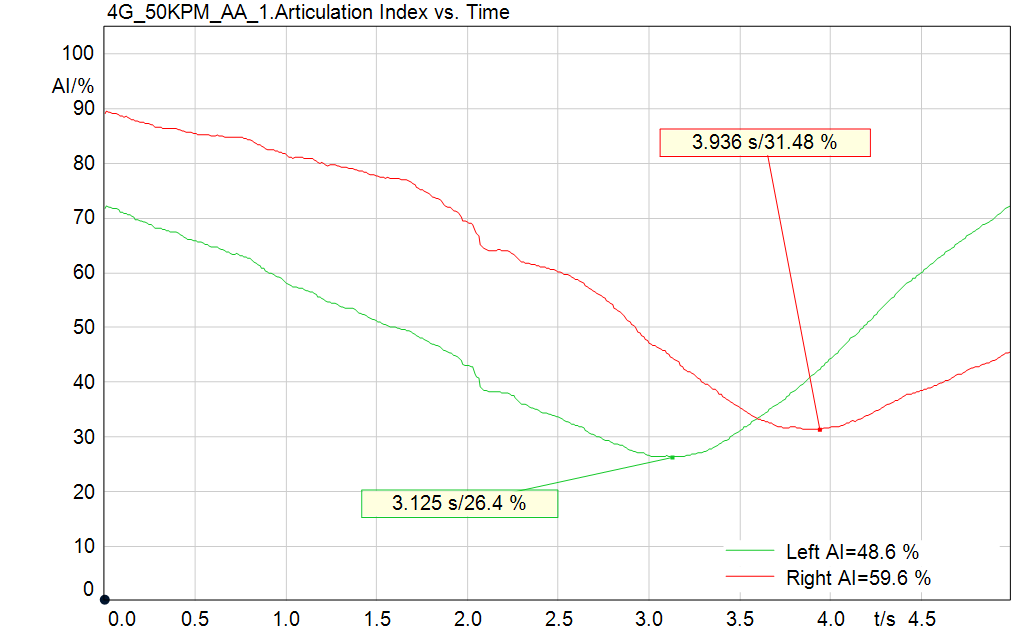 4G_50KPM_AA_1.Articulation Index vs. Time
100
AI/%
90
80
70
60
50
40
30
20
10
0
3.936 s/31.48 %
3.125 s/26.4 %
Left AI=48.6 %
Right AI=59.6 %
0.0 0.5 1.0 1.5 2.0 2.5 3.0 3.5 4.0 t/s 4.5